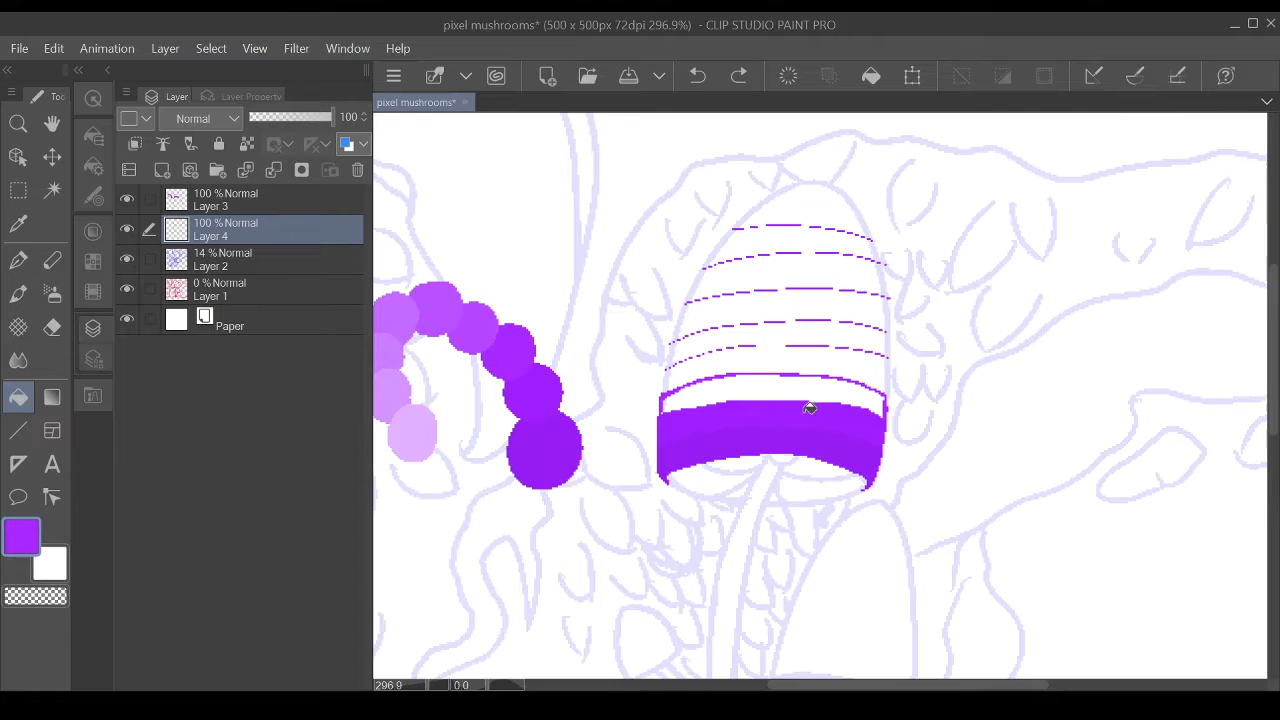 pixel mushrooms* (500 x 500px 72dpi 296.9%) - CLIP STUDIO PAINT PRO
File Edit Animation Layer Select View Filter Window Help
Too Layer Layer Property pixel mushrooms*
Normal 100
100 % Normal
Layer 3
100 % Normal
Layer 4
14 % Normal
Layer 2
0 % Normal
Layer 1
Paper
296.9 0.0